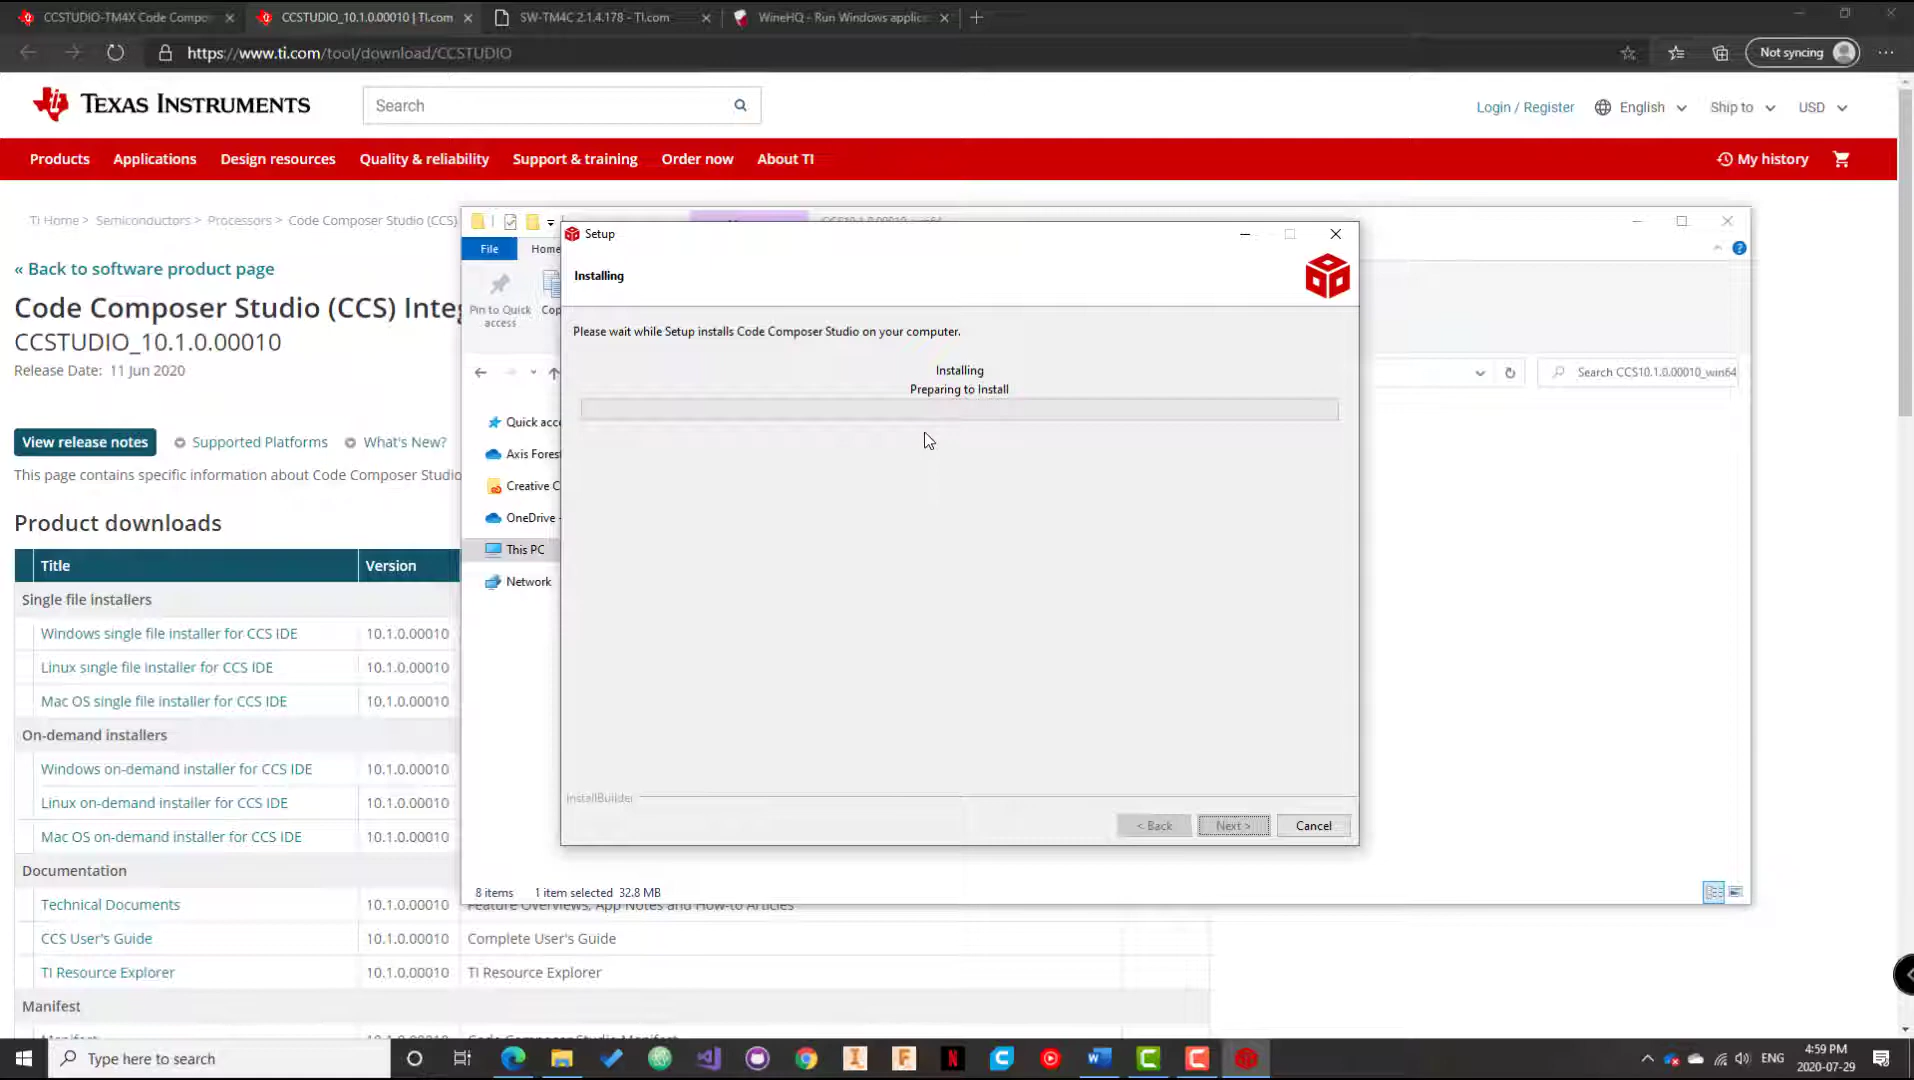 CCSTUDIO-TM4X Code Compo
CCSTUDIO_10.1.0.00010 | TI.com
SW-TM4C 2.1.4.178 - TI.com
WineHQ - Run Windows applic
https://www.ti.com/tool/download/CCSTUDIO
Not syncing
TEXAS INSTRUMENTS
Search
Login / Register
English
Ship to
USD
Products
Applications
Design resources
Quality & reliability
Support & training
Order now
About TI
My history
TI Home > Semiconductors > Processors > Code Composer Studio (CCS)
« Back to software product page
Code Composer Studio (CCS) Inte
CCSTUDIO_10.1.0.00010
Release Date: 11 Jun 2020
View release notes
Supported Platforms
What's New?
This page contains specific information about Code Composer Studio
Product downloads
Title
Version
Single file installers
Windows single file installer for CCS IDE
10.1.0.00010
Linux single file installer for CCS IDE
10.1.0.00010
Mac OS single file installer for CCS IDE
10.1.0.00010
On-demand installers
Windows on-demand installer for CCS IDE
10.1.0.00010
Linux on-demand installer for CCS IDE
10.1.0.00010
Mac OS on-demand installer for CCS IDE
10.1.0.00010
Documentation
Technical Documents
10.1.0.00010
Feature Overviews, App Notes and How-to Articles
CCS User's Guide
10.1.0.00010
Complete User's Guide
TI Resource Explorer
10.1.0.00010
TI Resource Explorer
Manifest
File
Home
Pin to Quick
access
Cop
Search CCS10.1.0.00010_win64
Quick acc
Axis Fores
Creative C
OneDrive -
This PC
Network
8 items
1 item selected 32.8 MB
Setup
Installing
Please wait while Setup installs Code Composer Studio on your computer.
Installing
Preparing to Install
InstallBuilder
< Back
Next >
Cancel
Type here to search
ENG
4:59 PM
2020-07-29